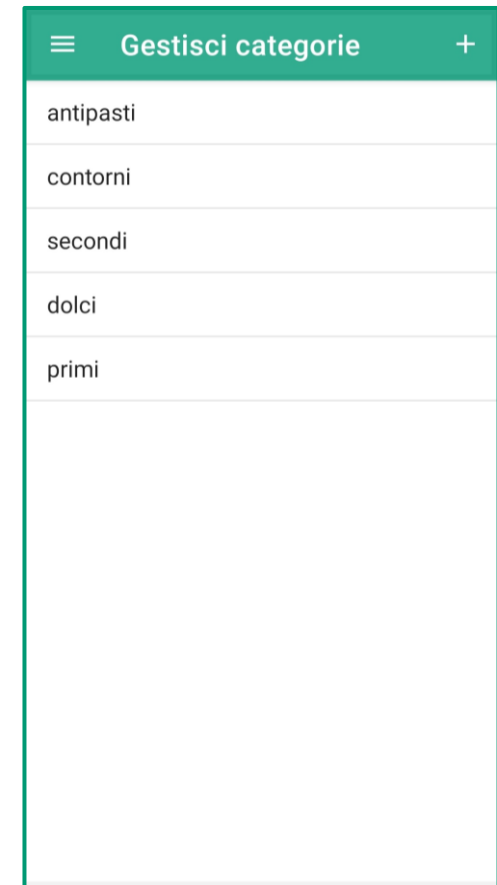 Gestisci categorie
antipasti
contorni
secondi
dolci
primi